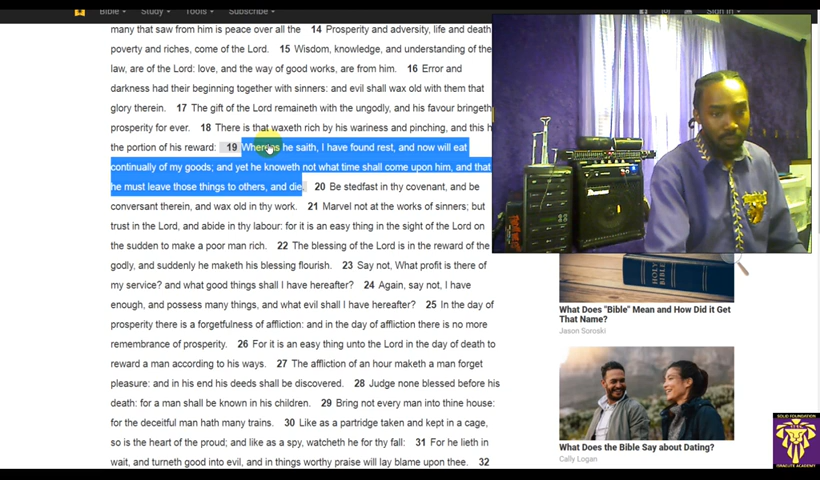 Bible Study Tools Subscribe Sign In
many that saw from him is peace over all the 14 Prosperity and adversity, life and death
poverty and riches, come of the Lord. 15 Wisdom, knowledge, and understanding of the
law, are of the Lord: love, and the way of good works, are from him. 16 Error and
darkness had their beginning together with sinners: and evil shall wax old with them that
glory therein. 17 The gift of the Lord remaineth with the ungodly, and his favour bringeth
prosperity for ever. 18 There is that waxeth rich by his wariness and pinching, and this h
the portion of his reward: 19 Whereas he saith, I have found rest, and now will eat
continually of my goods; and yet he knoweth not what time shall come upon him, and that
he must leave those things to others, and die.
20 Be stedfast in thy covenant, and be
conversant therein, and wax old in thy work. 21 Marvel not at the works of sinners; but
trust in the Lord, and abide in thy labour: for it is an easy thing in the sight of the Lord on
the sudden to make a poor man rich. 22 The blessing of the Lord is in the reward of the
godly, and suddenly he maketh his blessing flourish. 23 Say not, What profit is there of
my service? and what good things shall I have hereafter? 24 Again, say not, I have
enough, and possess many things, and what evil shall I have hereafter? 25 In the day of
prosperity there is a forgetfulness of affliction: and in the day of affliction there is no more
remembrance of prosperity. 26 For it is an easy thing unto the Lord in the day of death to
reward a man according to his ways. 27 The affliction of an hour maketh a man forget
pleasure: and in his end his deeds shall be discovered. 28 Judge none blessed before his
death: for a man shall be known in his children. 29 Bring not every man into thine house:
for the deceitful man hath many trains. 30 Like as a partridge taken and kept in a cage,
so is the heart of the proud; and like as a spy, watcheth he for thy fall: 31 For he lieth in
wait, and turneth good into evil, and in things worthy praise will lay blame upon thee. 32
HOLY
BIBLE
What Does "Bible" Mean and How Did it Get
That Name?
Jason Soroski
What Does the Bible Say about Dating?
Cally Logan
SOLID FOUNDATION
ISRAELITE ACADEMY